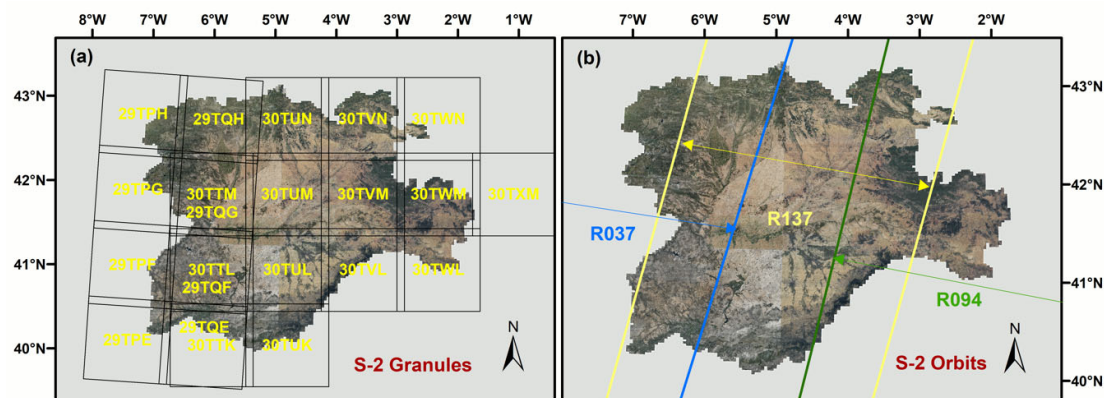 8°W 7°W 6°W 5°W 4°W 3°W 2°W 1°W
7°W 6°W 5°W 4°W 3°W 2°W
(a)
(b)
43°N
42°N
41°N
40°N
29TPH 29TQH 30TUN 30TVN 30TWN
29TPG 30TTM 30TUM 30TVM 30TWM 30TXM
29TQG
29TPF 30TTL 30TUL 30TVL 30TWL
29TQF
29TQE
29TPE 30TTK 30TUK
N
S-2 Granules
R037
R137
R094
N
S-2 Orbits
43°N
42°N
41°N
40°N